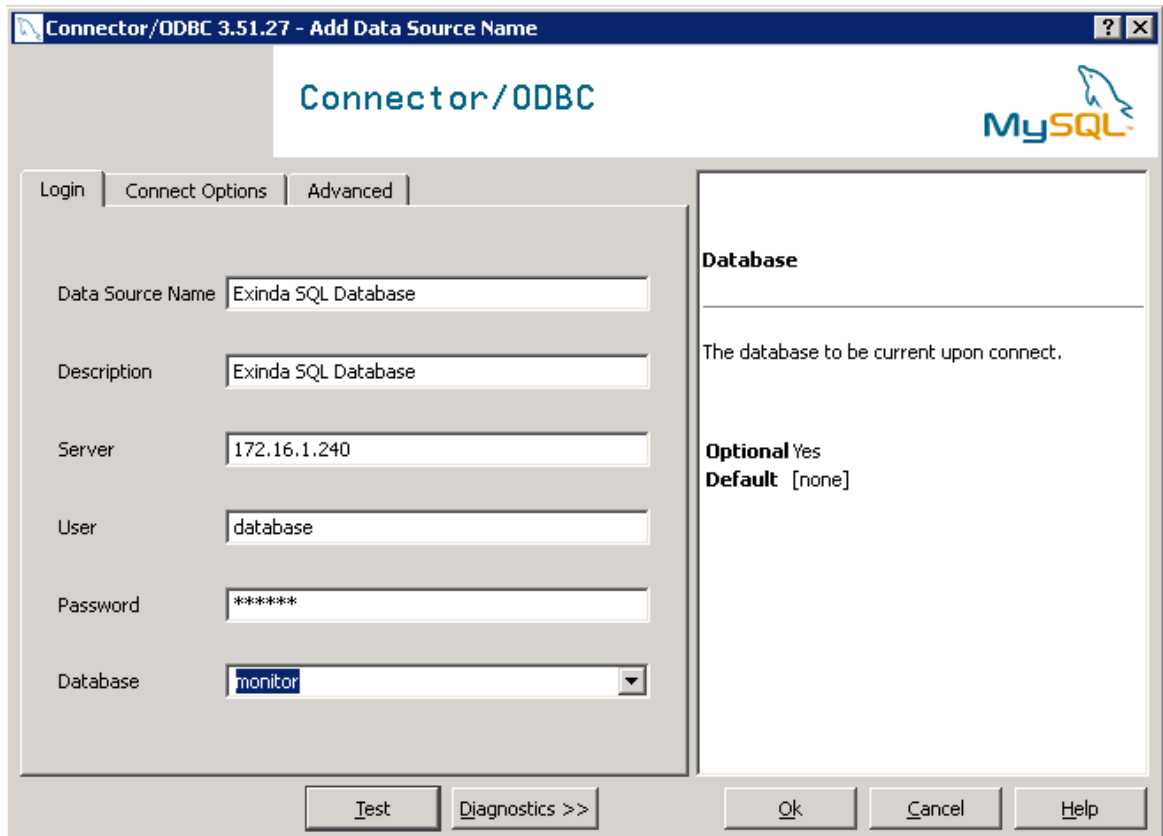 Connector/ODBC 3.51.27 - Add Data Source Name
Connector/ODBC
MySQL
Login Connect Options Advanced
Data Source Name Exinda SQL Database
Description Exinda SQL Database
Server 172.16.1.240
User database
Password ******
Database monitor
Database
The database to be current upon connect.
Optional Yes
Default [none]
Test Diagnostics >> Ok Cancel Help